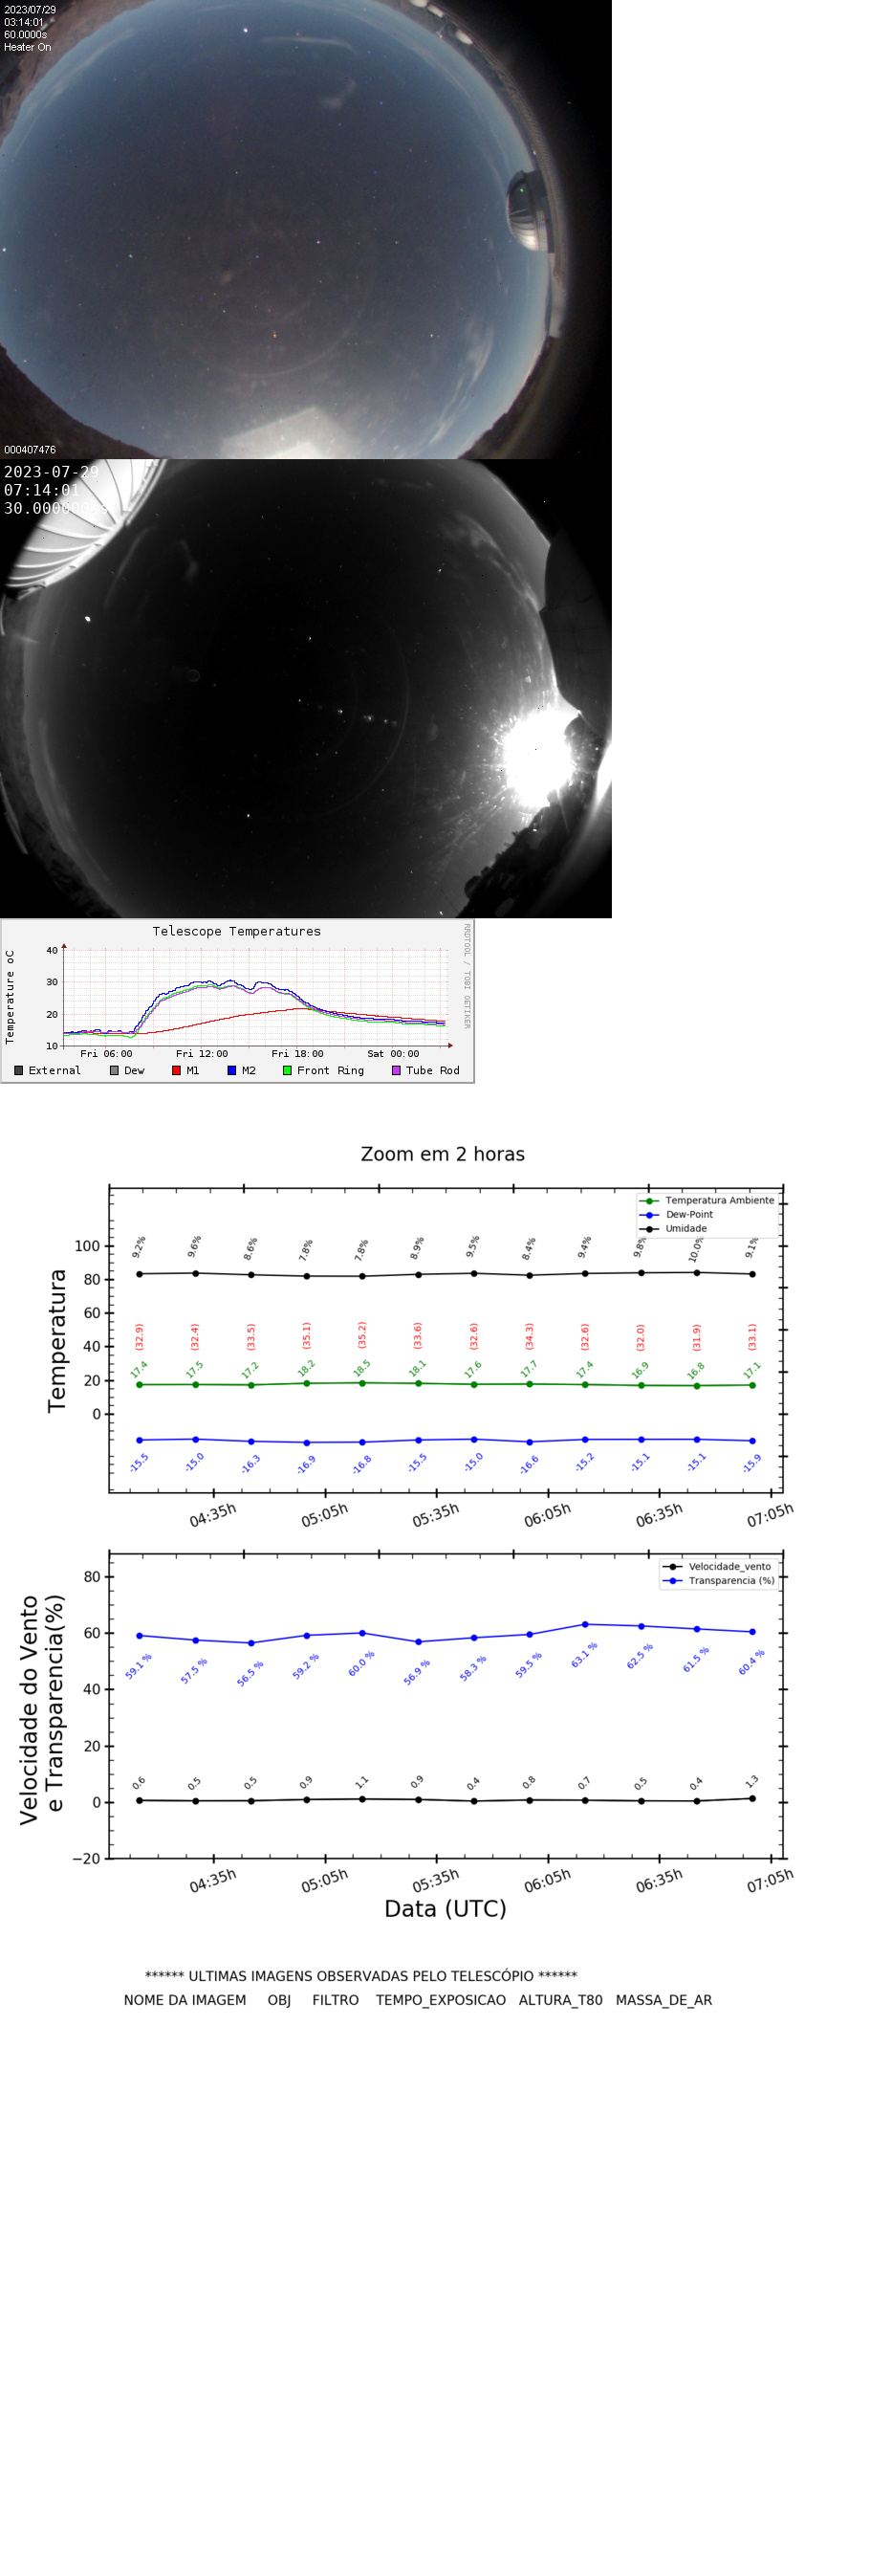 2023/07/29
03:14:01
60.0000s
Heater On
000407476
2023-07-29
07:14:01
Telescope Temperatures
Temperature oC
RRDTOOL / TOBI OETIKER
40
30
20
10
Fri 06:00 Fri 12:00 Fri 18:00 Sat 00:00
External Dew M1 M2 Front Ring Tube Rod
Zoom em 2 horas
Temperatura
Temperatura Ambiente
Dew-Point
Umidade
100
80
60
40
20
0
9.2% 9.6% 8.6% 7.8% 7.8% 8.9% 9.5% 8.4% 9.4% 9.8% 10.0% 9.1%
(32.9) (32.4) (33.5) (35.1) (35.2) (33.6) (32.6) (34.3) (32.6) (32.0) (31.9) (33.1)
17.4 17.5 17.2 18.2 18.5 18.1 17.6 17.7 17.4 16.9 16.8 17.1
-15.5 -15.0 -16.3 -16.9 -16.8 -15.5 -15.0 -16.6 -15.2 -15.1 -15.1 -15.9
04:35h 05:05h 05:35h 06:05h 06:35h 07:05h
Velocidade do Vento
e Transparencia(%)
Velocidade_vento
Transparencia (%)
80
60
40
20
0
−20
59.1 % 57.5 % 56.5 % 59.2 % 60.0 % 56.9 % 58.3 % 59.5 % 63.1 % 62.5 % 61.5 % 60.4 %
0.6 0.5 0.5 0.9 1.1 0.9 0.4 0.8 0.7 0.5 0.4 1.3
04:35h 05:05h 05:35h 06:05h 06:35h 07:05h
Data (UTC)
****** ULTIMAS IMAGENS OBSERVADAS PELO TELESCÓPIO ******
NOME DA IMAGEM OBJ FILTRO TEMPO_EXPOSICAO ALTURA_T80 MASSA_DE_AR